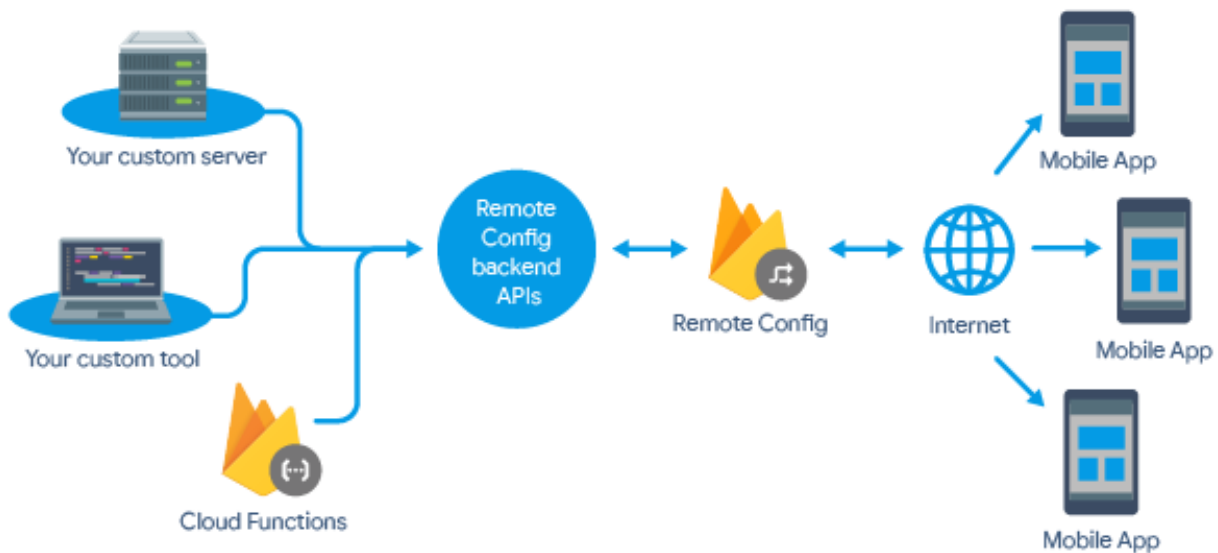 Your custom server
Your custom tool
Cloud Functions
Remote
Config
backend
APIs
Remote Config
Internet
Mobile App
Mobile App
Mobile App